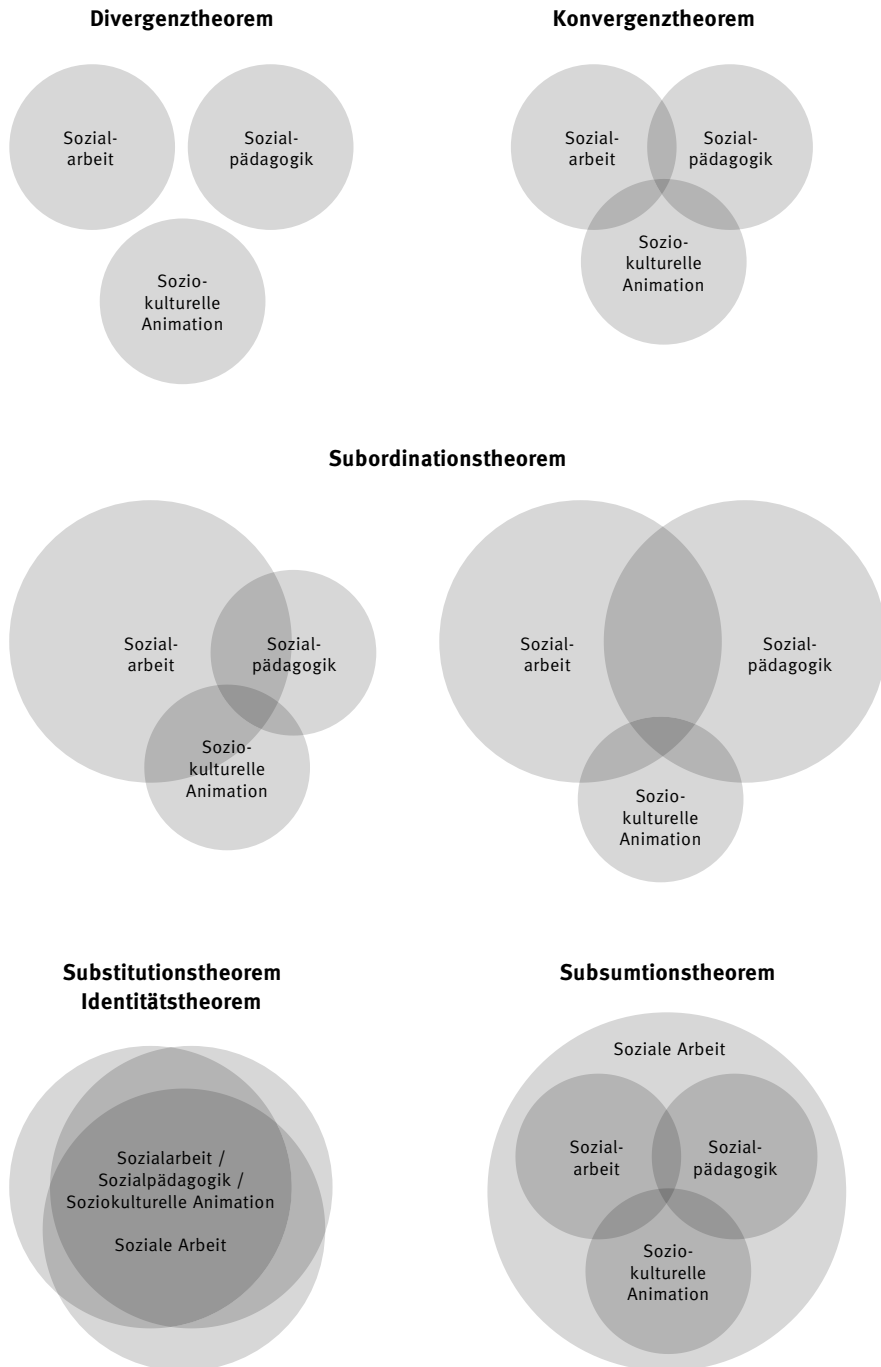 Divergenztheorem
Sozial-
arbeit
Sozial-
pädagogik
Sozio-
kulturelle
Animation
Konvergenztheorem
Sozial-
arbeit
Sozial-
pädagogik
Sozio-
kulturelle
Animation
Subordinationstheorem
Sozial-
arbeit
Sozial-
pädagogik
Sozio-
kulturelle
Animation
Sozial-
arbeit
Sozial-
pädagogik
Sozio-
kulturelle
Animation
Substitutionstheorem
Identitätstheorem
Sozialarbeit /
Sozialpädagogik /
Soziokulturelle Animation
Soziale Arbeit
Subsumtionstheorem
Soziale Arbeit
Sozial-
arbeit
Sozial-
pädagogik
Sozio-
kulturelle
Animation